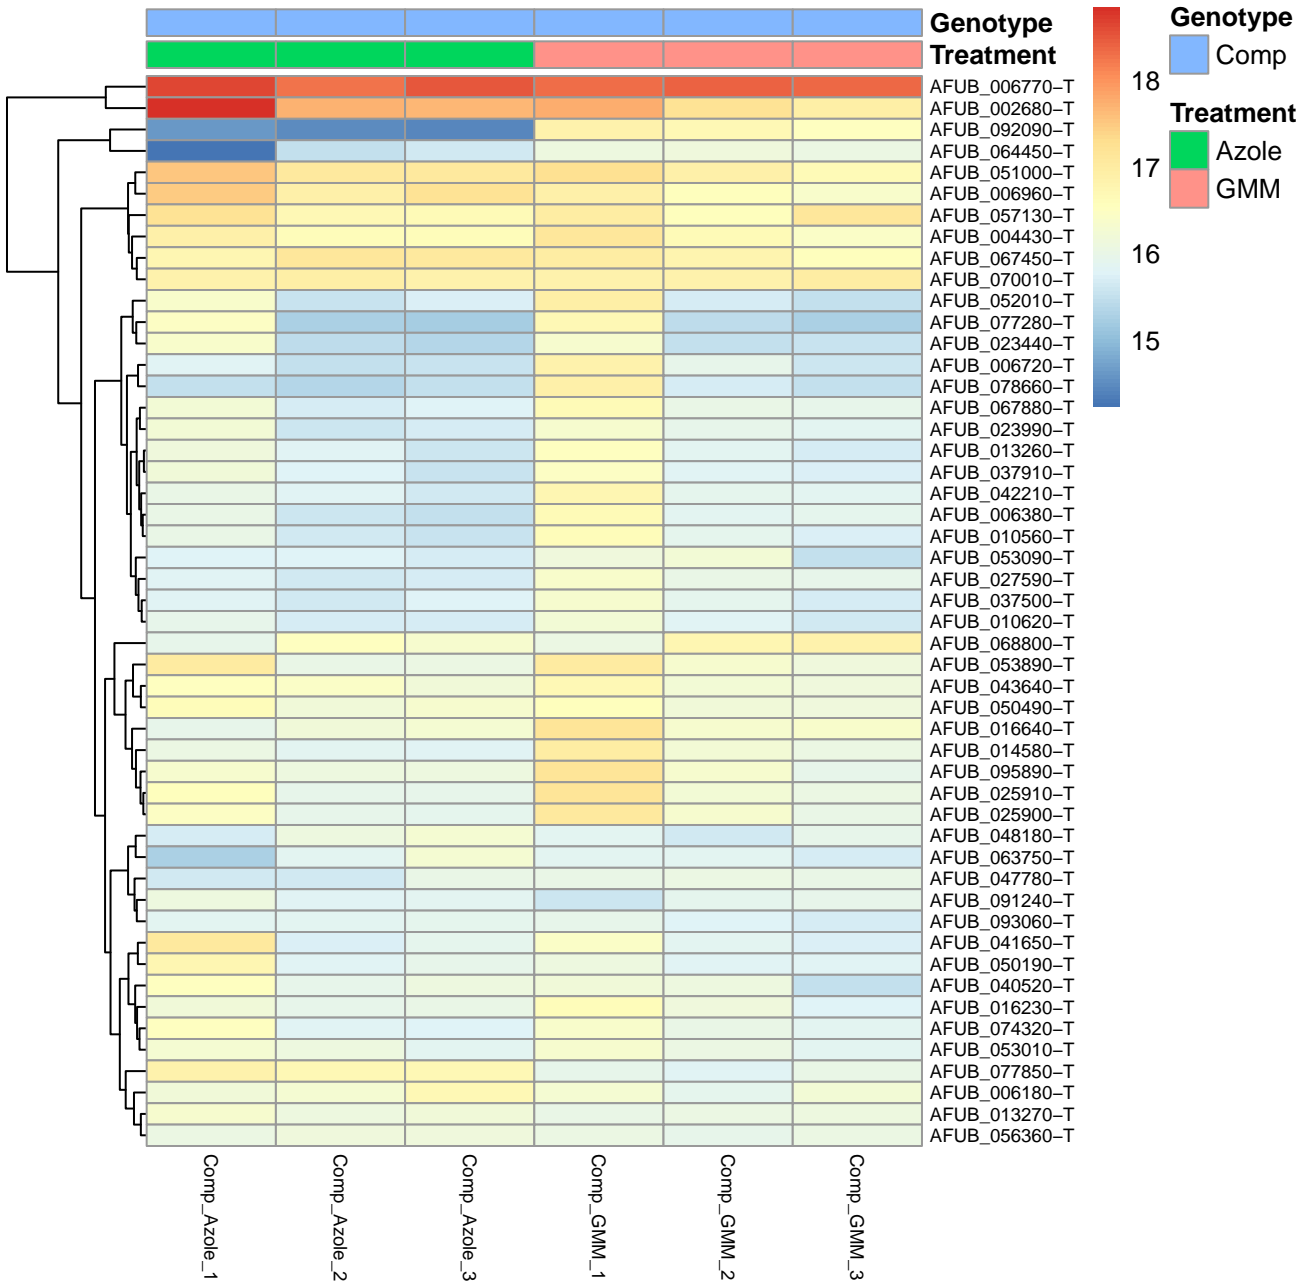 Genotype
Treatment
AFUB_006770−T
AFUB_002680−T
AFUB_092090−T
AFUB_064450−T
AFUB_051000−T
AFUB_006960−T
AFUB_057130−T
AFUB_004430−T
AFUB_067450−T
AFUB_070010−T
AFUB_052010−T
AFUB_077280−T
AFUB_023440−T
AFUB_006720−T
AFUB_078660−T
AFUB_067880−T
AFUB_023990−T
AFUB_013260−T
AFUB_037910−T
AFUB_042210−T
AFUB_006380−T
AFUB_010560−T
AFUB_053090−T
AFUB_027590−T
AFUB_037500−T
AFUB_010620−T
AFUB_068800−T
AFUB_053890−T
AFUB_043640−T
AFUB_050490−T
AFUB_016640−T
AFUB_014580−T
AFUB_095890−T
AFUB_025910−T
AFUB_025900−T
AFUB_048180−T
AFUB_063750−T
AFUB_047780−T
AFUB_091240−T
AFUB_093060−T
AFUB_041650−T
AFUB_050190−T
AFUB_040520−T
AFUB_016230−T
AFUB_074320−T
AFUB_053010−T
AFUB_077850−T
AFUB_006180−T
AFUB_013270−T
AFUB_056360−T
Comp_Azole_1
Comp_Azole_2
Comp_Azole_3
Comp_GMM_1
Comp_GMM_2
Comp_GMM_3
18
17
16
15
Genotype
Comp
Treatment
Azole
GMM